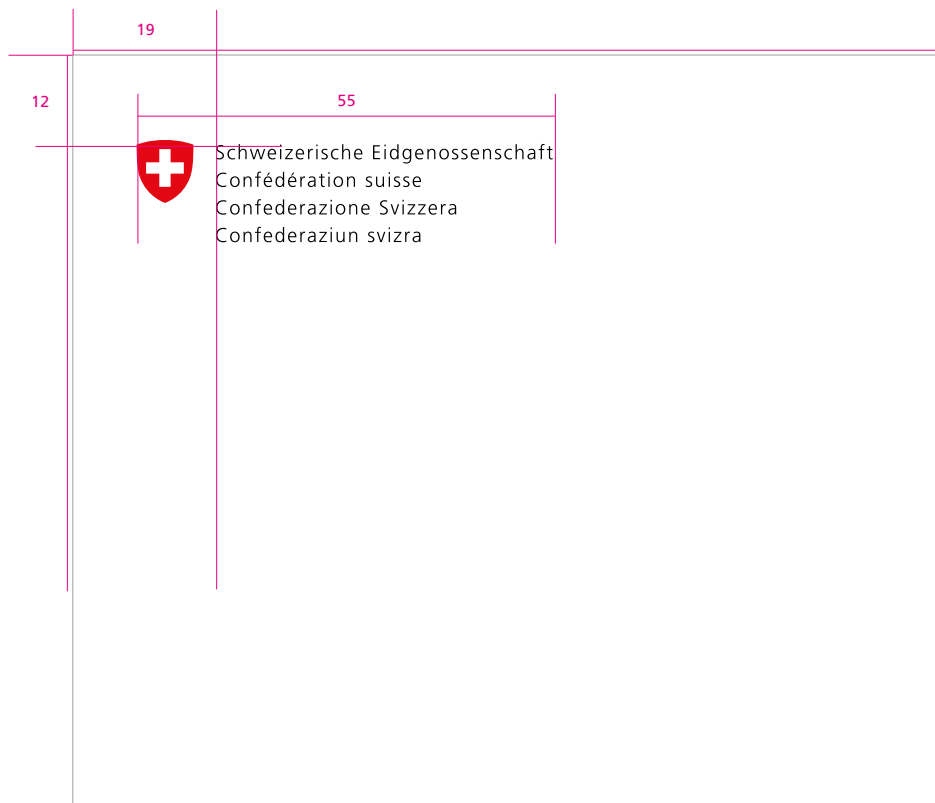 19
12
55
Schweizerische Eidgenossenschaft
Confédération suisse
Confederazione Svizzera
Confederaziun svizra